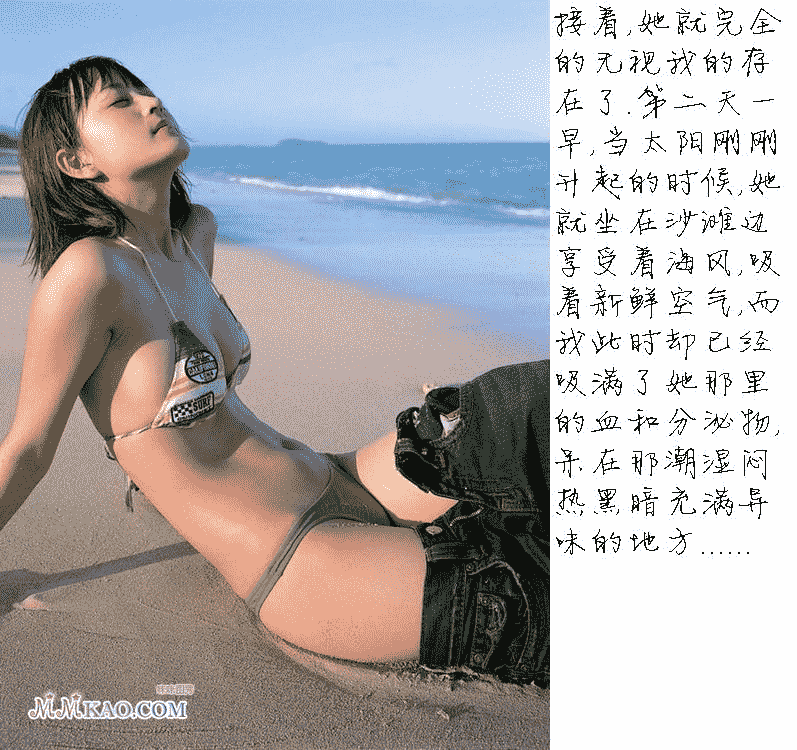 接着,她就完全
的无视我的存
在了.第二天一
早,当太阳刚刚
升起的时候,她
就坐在沙滩边
享受着海风,吸
着新鲜空气,而
我此时却已经
吸满了她那里
的血和分泌物,
呆在那潮湿闷
热黑暗充满异
味的地方......
CALIFORNIA
SURF
MMKAO.COM